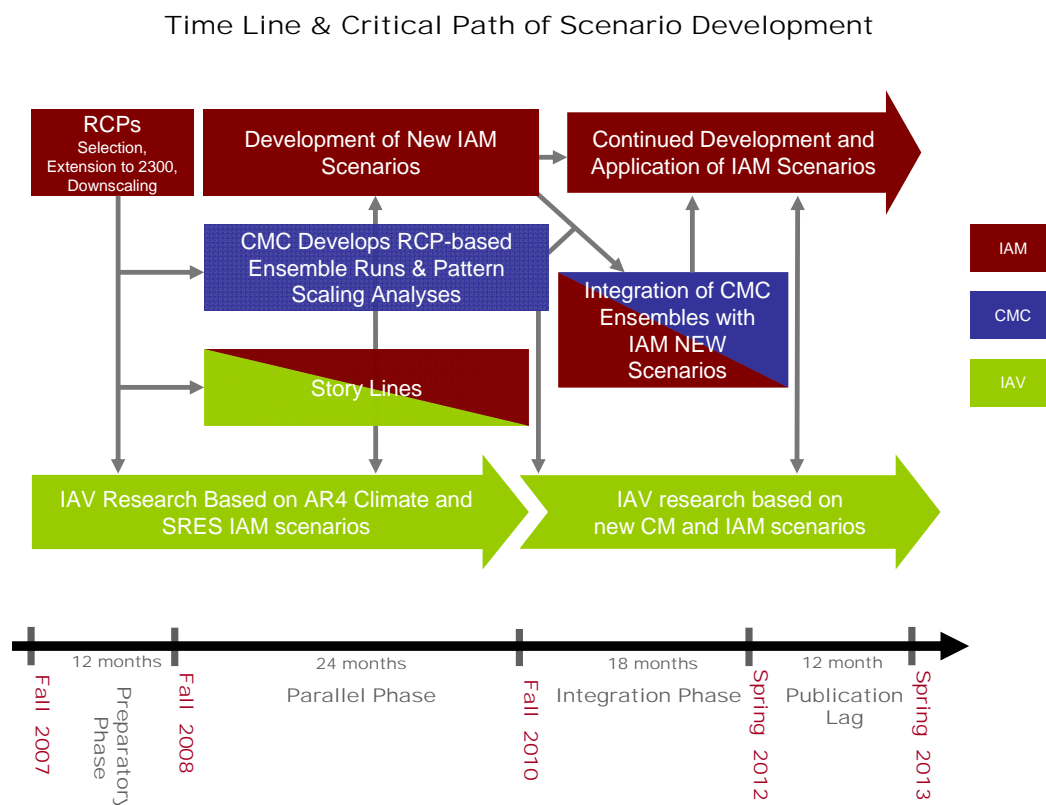 Time Line & Critical Path of Scenario Development
RCPs
Selection,
Extension to 2300,
Downscaling
Development of New IAM
Scenarios
Continued Development and
Application of IAM Scenarios
CMC Develops RCP-based
Ensemble Runs & Pattern
Scaling Analyses
Integration of CMC
Ensembles with
IAM NEW
Scenarios
Story Lines
IAM
CMC
IAV
IAV Research Based on AR4 Climate and
SRES IAM scenarios
IAV research based on
new CM and IAM scenarios
12 months
24 months
18 months
12 month
Fall 2007
Preparatory
Phase
Fall 2008
Parallel Phase
Fall 2010
Integration Phase
Spring 2012
Publication
Lag
Spring 2013